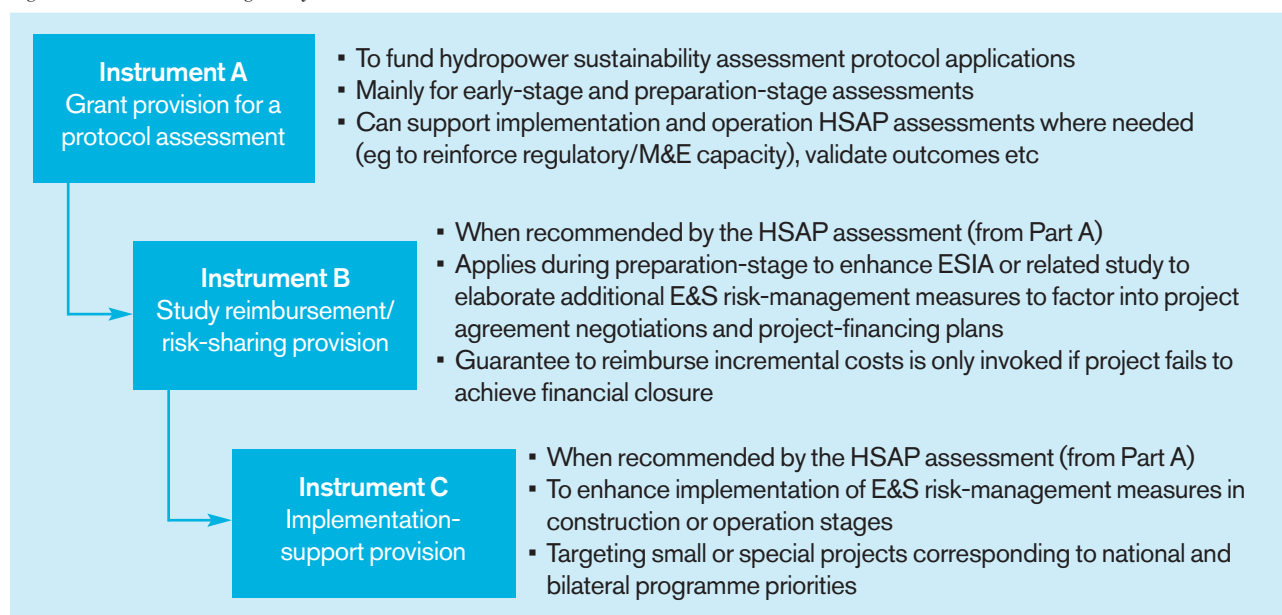 Instrument A
Grant provision for a
protocol assessment
▪ To fund hydropower sustainability assessment protocol applications
▪ Mainly for early-stage and preparation-stage assessments
▪ Can support implementation and operation HSAP assessments where needed
(eg to reinforce regulatory/M&E capacity), validate outcomes etc
Instrument B
Study reimbursement/
risk-sharing provision
▪ When recommended by the HSAP assessment (from Part A)
▪ Applies during preparation-stage to enhance ESIA or related study to
elaborate additional E&S risk-management measures to factor into project
agreement negotiations and project-financing plans
▪ Guarantee to reimburse incremental costs is only invoked if project fails to
achieve financial closure
Instrument C
Implementation-
support provision
▪ When recommended by the HSAP assessment (from Part A)
▪ To enhance implementation of E&S risk-management measures in
construction or operation stages
▪ Targeting small or special projects corresponding to national and
bilateral programme priorities